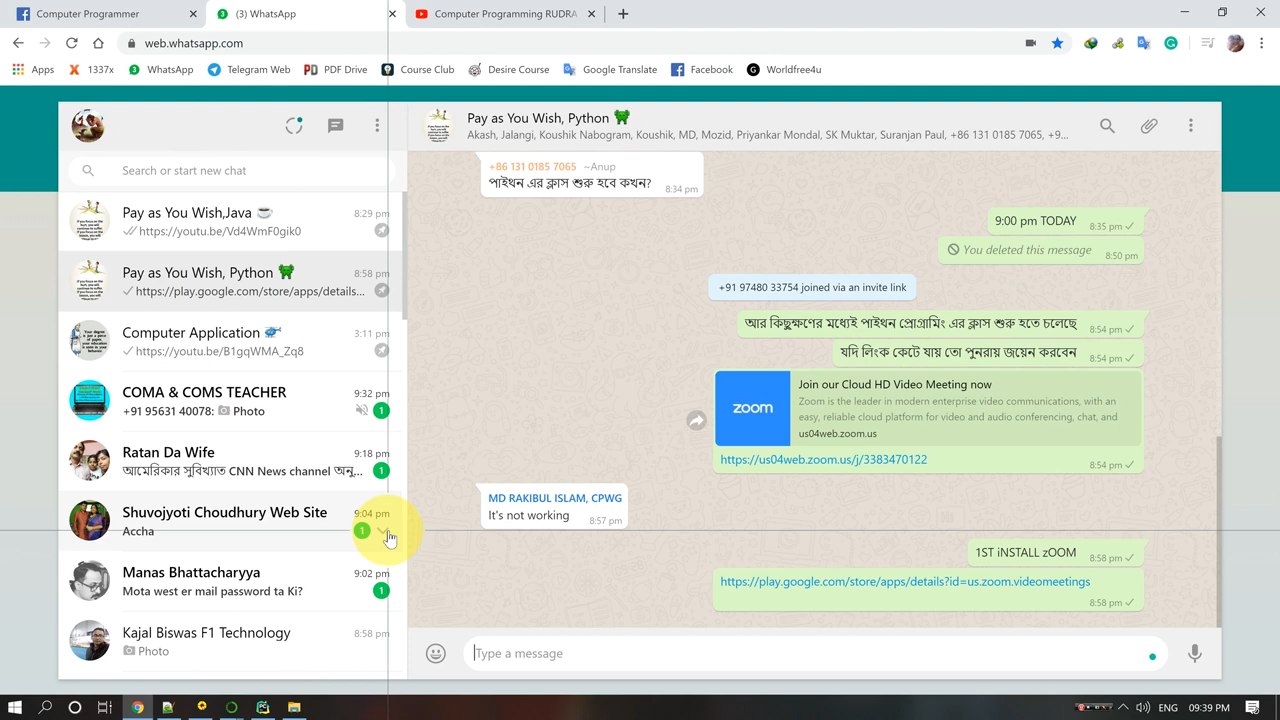 Computer Programmer
(3) WhatsApp
Computer Programming RUDRA
web.whatsapp.com
Apps
1337x
WhatsApp
Telegram Web
PD PDF Drive
Course Club
Desire Course
Google Translate
Facebook
Worldfree4u
Search or start new chat
Pay as You Wish,Java
8:29 pm
https://youtu.be/Vd4WmF0gik0
Pay as You Wish, Python
8:58 pm
https://play.google.com/store/apps/details...
Computer Application
3:11 pm
https://youtu.be/B1gqWMA_Zq8
COMA & COMS TEACHER
9:32 pm
+91 95631 40078: Photo
1
Ratan Da Wife
9:18 pm
আমেরিকার সুবিখ্যাত CNN News channel অনু...
1
Shuvojyoti Choudhury Web Site
9:04 pm
Accha
1
Manas Bhattacharyya
9:02 pm
Mota west er mail password ta Ki?
1
Kajal Biswas F1 Technology
8:58 pm
Photo
Pay as You Wish, Python
Akash, Jalangi, Koushik Nabogram, Koushik, MD, Mozid, Priyankar Mondal, SK Muktar, Suranjan Paul, +86 131 0185 7065, +9...
+86 131 0185 7065 ~Anup
পাইথন এর ক্লাস শুরু হবে কখন?
8:34 pm
9:00 pm TODAY
8:35 pm
You deleted this message
8:50 pm
+91 97480 33754 joined via an invite link
আর কিছুক্ষণের মধ্যেই পাইথন প্রোগ্রামিং এর ক্লাস শুরু হতে চলেছে
8:54 pm
যদি লিংক কেটে যায় তো পুনরায় জয়েন করবেন
8:54 pm
zoom
Join our Cloud HD Video Meeting now
Zoom is the leader in modern enterprise video communications, with an
easy, reliable cloud platform for video and audio conferencing, chat, and
us04web.zoom.us
https://us04web.zoom.us/j/3383470122
8:54 pm
MD RAKIBUL ISLAM, CPWG
It's not working
8:57 pm
1ST iNSTALL zOOM
8:58 pm
https://play.google.com/store/apps/details?id=us.zoom.videomeetings
8:58 pm
Type a message
ENG
09:39 PM